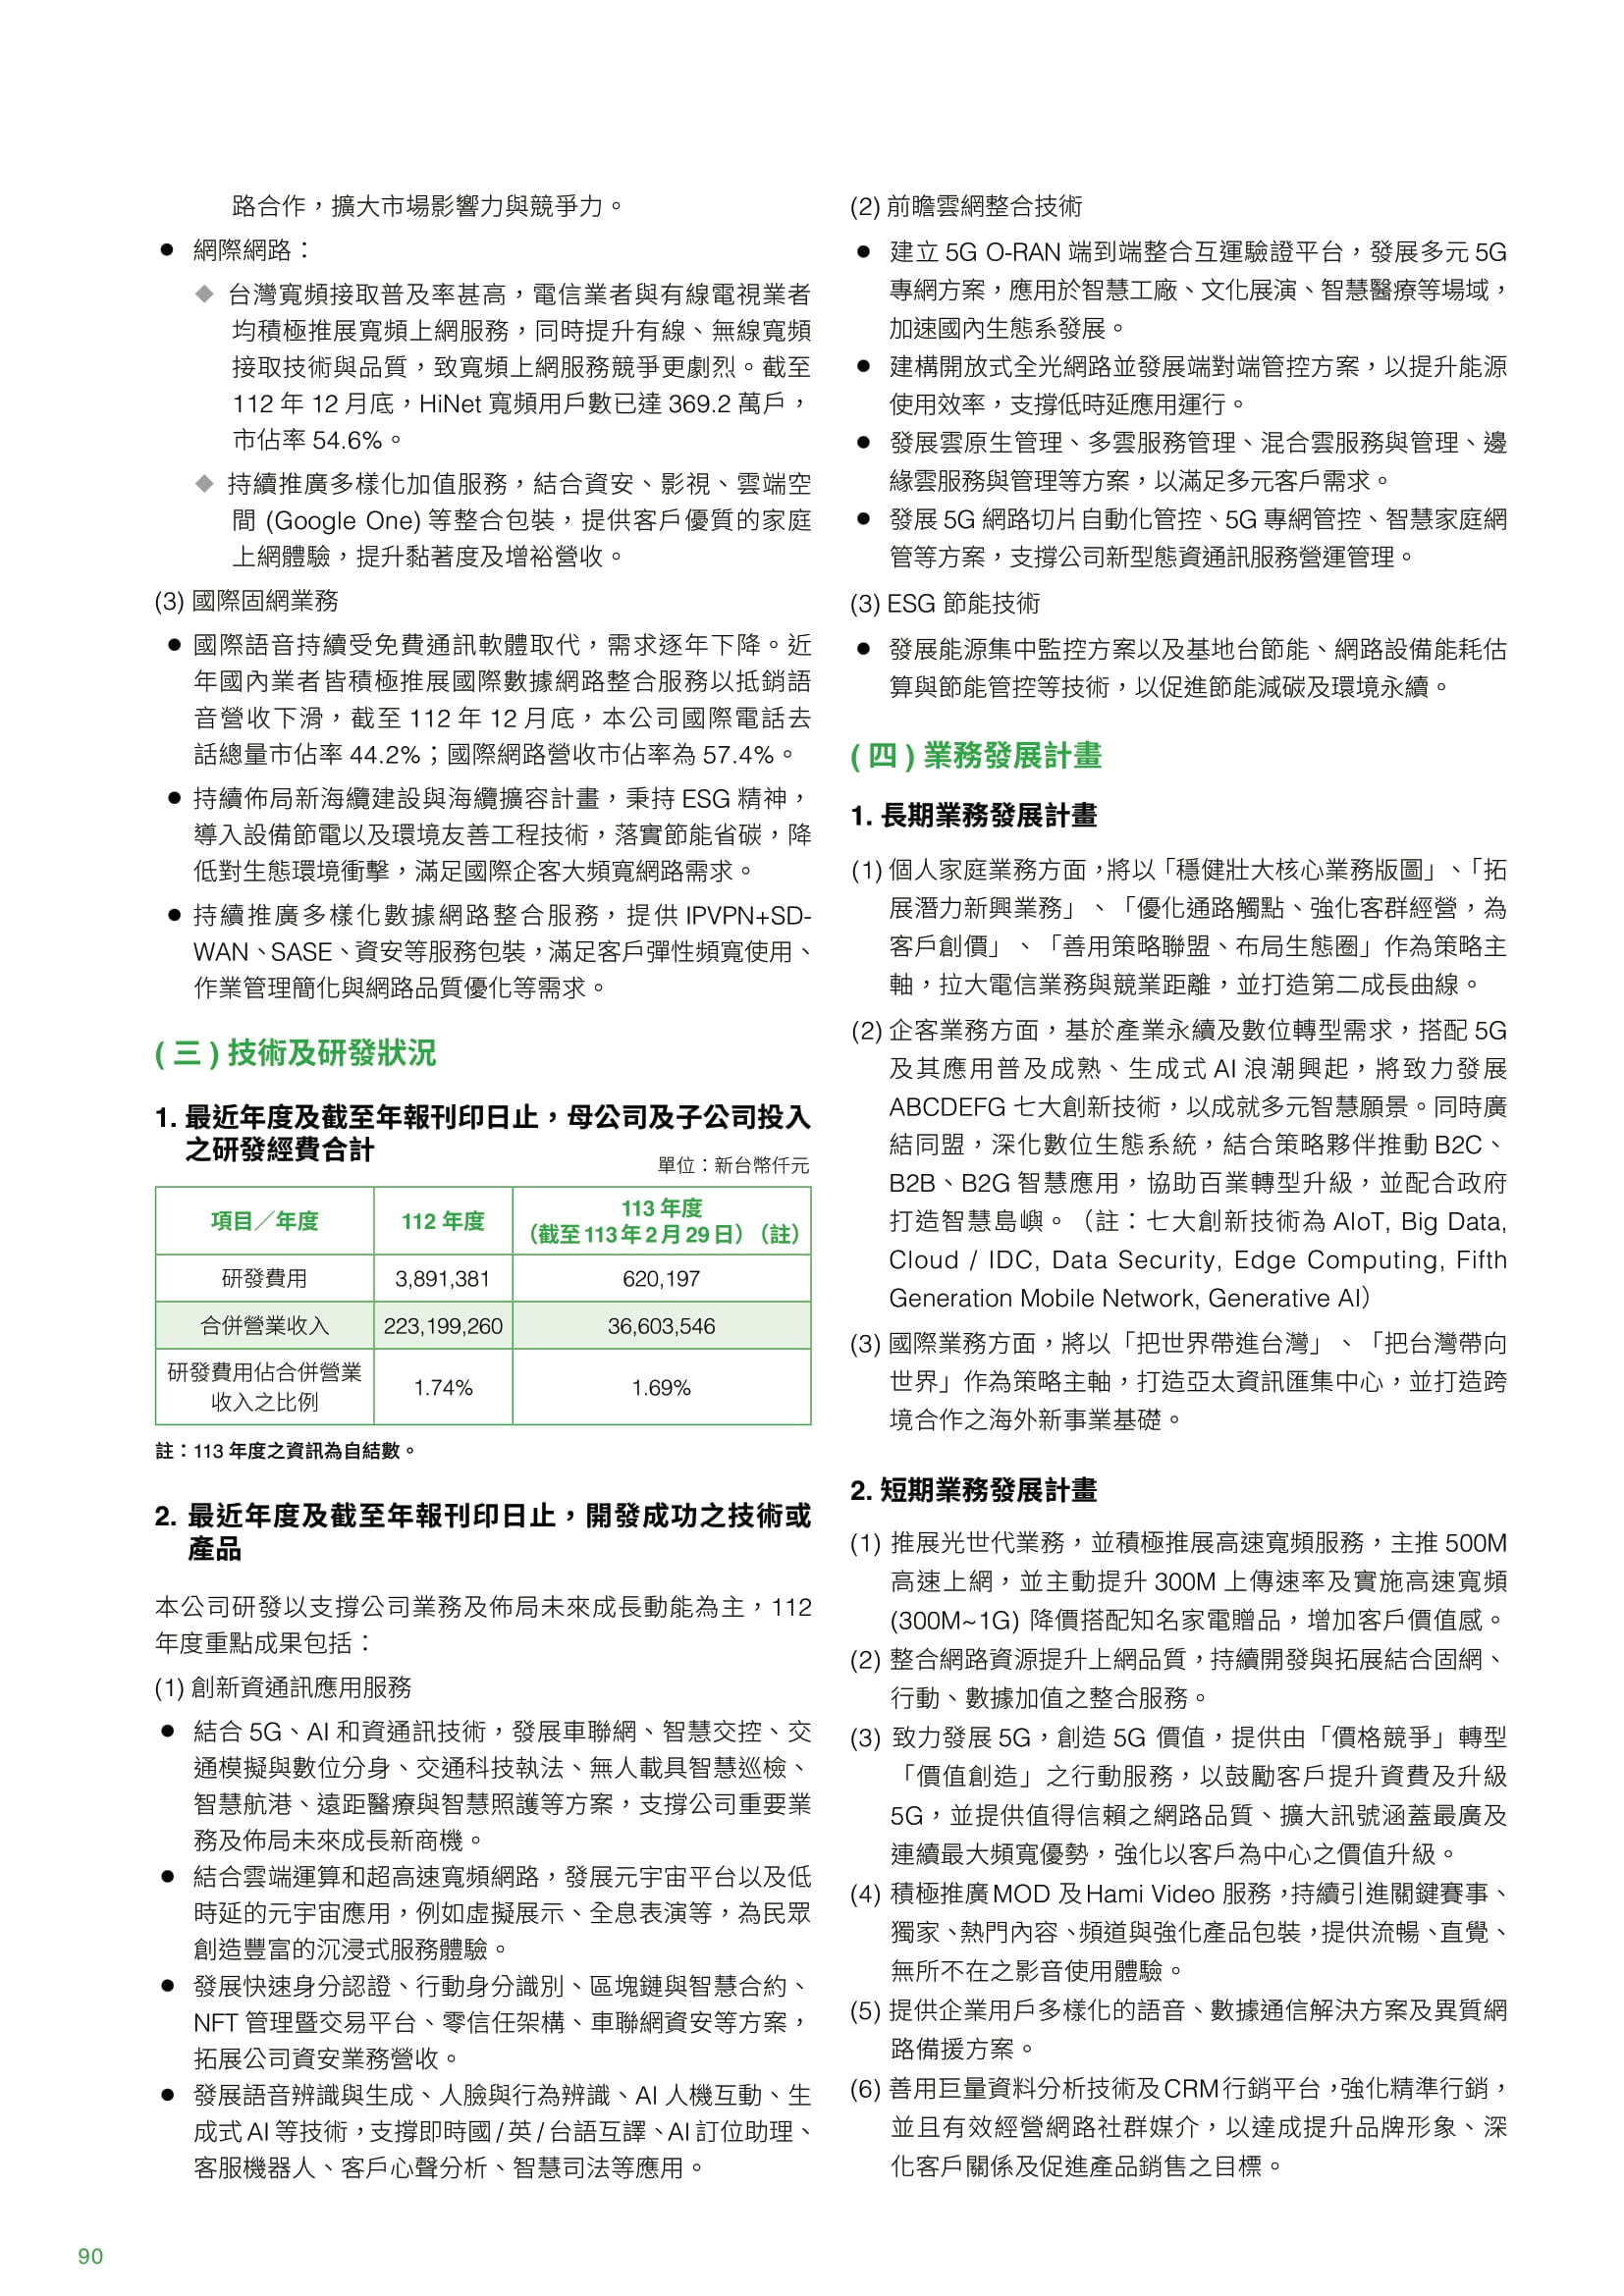 路合作，擴大市場影響力與競爭力。
● 網際網路：
◆ 台灣寬頻接取普及率甚高，電信業者與有線電視業者
均積極推展寬頻上網服務，同時提升有線、無線寬頻
接取技術與品質，致寬頻上網服務競爭更劇烈。截至
112 年 12 月底，HiNet 寬頻用戶數已達 369.2 萬戶，
市佔率 54.6%。
◆ 持續推廣多樣化加值服務，結合資安、影視、雲端空
間 (Google One) 等整合包裝，提供客戶優質的家庭
上網體驗，提升黏著度及增裕營收。
(3) 國際固網業務
● 國際語音持續受免費通訊軟體取代，需求逐年下降。近
年國內業者皆積極推展國際數據網路整合服務以抵銷語
音營收下滑，截至 112 年 12 月底，本公司國際電話去
話總量市佔率 44.2%；國際網路營收市佔率為 57.4%。
● 持續佈局新海纜建設與海纜擴容計畫，秉持 ESG 精神，
導入設備節電以及環境友善工程技術，落實節能省碳，降
低對生態環境衝擊，滿足國際企客大頻寬網路需求。
● 持續推廣多樣化數據網路整合服務，提供 IPVPN+SD-
WAN、SASE、資安等服務包裝，滿足客戶彈性頻寬使用、
作業管理簡化與網路品質優化等需求。
( 三 ) 技術及研發狀況
1. 最近年度及截至年報刊印日止，母公司及子公司投入
之研發經費合計
單位：新台幣仟元
項目／年度 112 年度 113 年度
（截至 113 年 2 月 29 日）（註）
研發費用 3,891,381 620,197
合併營業收入 223,199,260 36,603,546
研發費用佔合併營業
收入之比例 1.74% 1.69%
註：113 年度之資訊為自結數。
2. 最近年度及截至年報刊印日止，開發成功之技術或
產品
本公司研發以支撐公司業務及佈局未來成長動能為主，112
年度重點成果包括：
(1) 創新資通訊應用服務
● 結合 5G、AI 和資通訊技術，發展車聯網、智慧交控、交
通模擬與數位分身、交通科技執法、無人載具智慧巡檢、
智慧航港、遠距醫療與智慧照護等方案，支撐公司重要業
務及佈局未來成長新商機。
● 結合雲端運算和超高速寬頻網路，發展元宇宙平台以及低
時延的元宇宙應用，例如虛擬展示、全息表演等，為民眾
創造豐富的沉浸式服務體驗。
● 發展快速身分認證、行動身分識別、區塊鏈與智慧合約、
NFT 管理暨交易平台、零信任架構、車聯網資安等方案，
拓展公司資安業務營收。
● 發展語音辨識與生成、人臉與行為辨識、AI 人機互動、生
成式 AI 等技術，支撐即時國 / 英 / 台語互譯、AI 訂位助理、
客服機器人、客戶心聲分析、智慧司法等應用。
(2) 前瞻雲網整合技術
● 建立 5G O-RAN 端到端整合互運驗證平台，發展多元 5G
專網方案，應用於智慧工廠、文化展演、智慧醫療等場域，
加速國內生態系發展。
● 建構開放式全光網路並發展端對端管控方案，以提升能源
使用效率，支撐低時延應用運行。
● 發展雲原生管理、多雲服務管理、混合雲服務與管理、邊
緣雲服務與管理等方案，以滿足多元客戶需求。
● 發展 5G 網路切片自動化管控、5G 專網管控、智慧家庭網
管等方案，支撐公司新型態資通訊服務營運管理。
(3) ESG 節能技術
● 發展能源集中監控方案以及基地台節能、網路設備能耗估
算與節能管控等技術，以促進節能減碳及環境永續。
( 四 ) 業務發展計畫
1. 長期業務發展計畫
(1) 個人家庭業務方面，將以「穩健壯大核心業務版圖」、「拓
展潛力新興業務」、「優化通路觸點、強化客群經營，為
客戶創價」、「善用策略聯盟、布局生態圈」作為策略主
軸，拉大電信業務與競業距離，並打造第二成長曲線。
(2) 企客業務方面，基於產業永續及數位轉型需求，搭配 5G
及其應用普及成熟、生成式 AI 浪潮興起，將致力發展
ABCDEFG 七大創新技術，以成就多元智慧願景。同時廣
結同盟，深化數位生態系統，結合策略夥伴推動 B2C、
B2B、B2G 智慧應用，協助百業轉型升級，並配合政府
打造智慧島嶼。（註：七大創新技術為 AIoT, Big Data,
Cloud / IDC, Data Security, Edge Computing, Fifth
Generation Mobile Network, Generative AI）
(3) 國際業務方面，將以「把世界帶進台灣」、「把台灣帶向
世界」作為策略主軸，打造亞太資訊匯集中心，並打造跨
境合作之海外新事業基礎。
2. 短期業務發展計畫
(1) 推展光世代業務，並積極推展高速寬頻服務，主推 500M
高速上網，並主動提升 300M 上傳速率及實施高速寬頻
(300M~1G) 降價搭配知名家電贈品，增加客戶價值感。
(2) 整合網路資源提升上網品質，持續開發與拓展結合固網、
行動、數據加值之整合服務。
(3) 致力發展 5G，創造 5G 價值，提供由「價格競爭」轉型
「價值創造」之行動服務，以鼓勵客戶提升資費及升級
5G，並提供值得信賴之網路品質、擴大訊號涵蓋最廣及
連續最大頻寬優勢，強化以客戶為中心之價值升級。
(4) 積極推廣 MOD 及 Hami Video 服務，持續引進關鍵賽事、
獨家、熱門內容、頻道與強化產品包裝，提供流暢、直覺、
無所不在之影音使用體驗。
(5) 提供企業用戶多樣化的語音、數據通信解決方案及異質網
路備援方案。
(6) 善用巨量資料分析技術及 CRM 行銷平台，強化精準行銷，
並且有效經營網路社群媒介，以達成提升品牌形象、深
化客戶關係及促進產品銷售之目標。
90